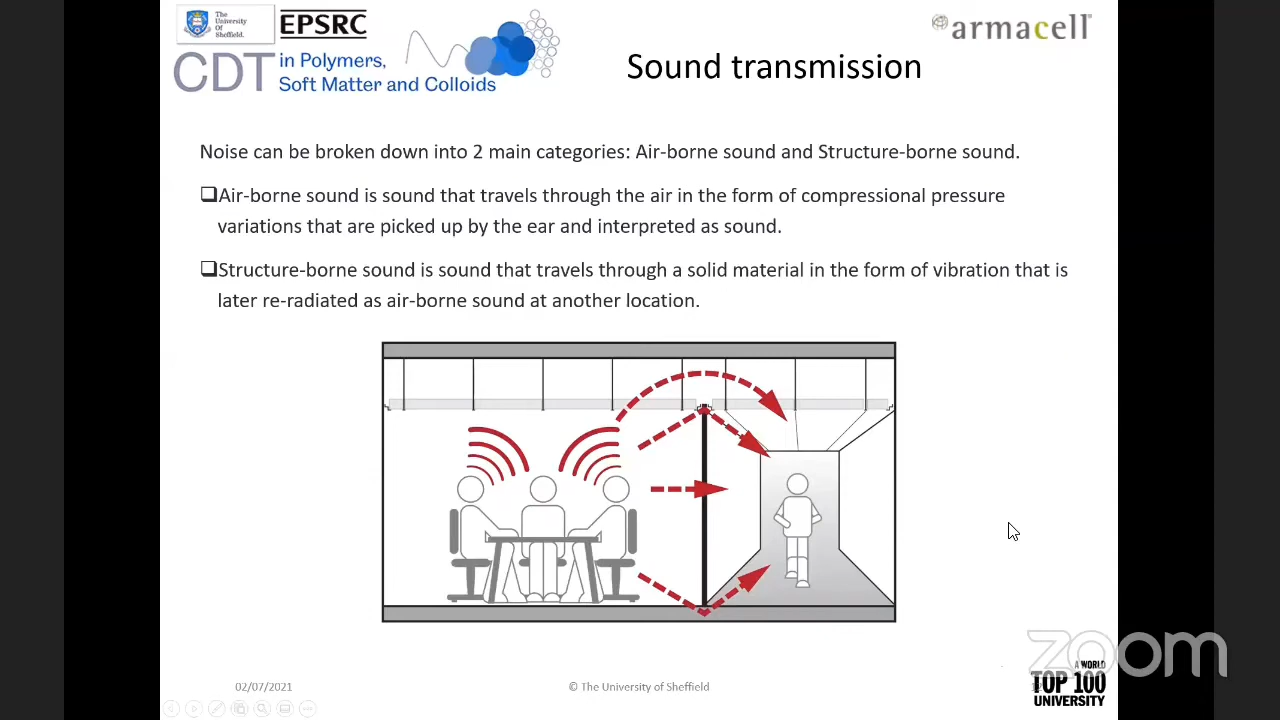 The
University
Of
Sheffield.
EPSRC
CDT
in Polymers,
Soft Matter and Colloids
armacell
Sound transmission
Noise can be broken down into 2 main categories: Air-borne sound and Structure-borne sound.
Air-borne sound is sound that travels through the air in the form of compressional pressure
variations that are picked up by the ear and interpreted as sound.
Structure-borne sound is sound that travels through a solid material in the form of vibration that is
later re-radiated as air-borne sound at another location.
zoom
02/07/2021
© The University of Sheffield
A WORLD
TOP 100
UNIVERSITY